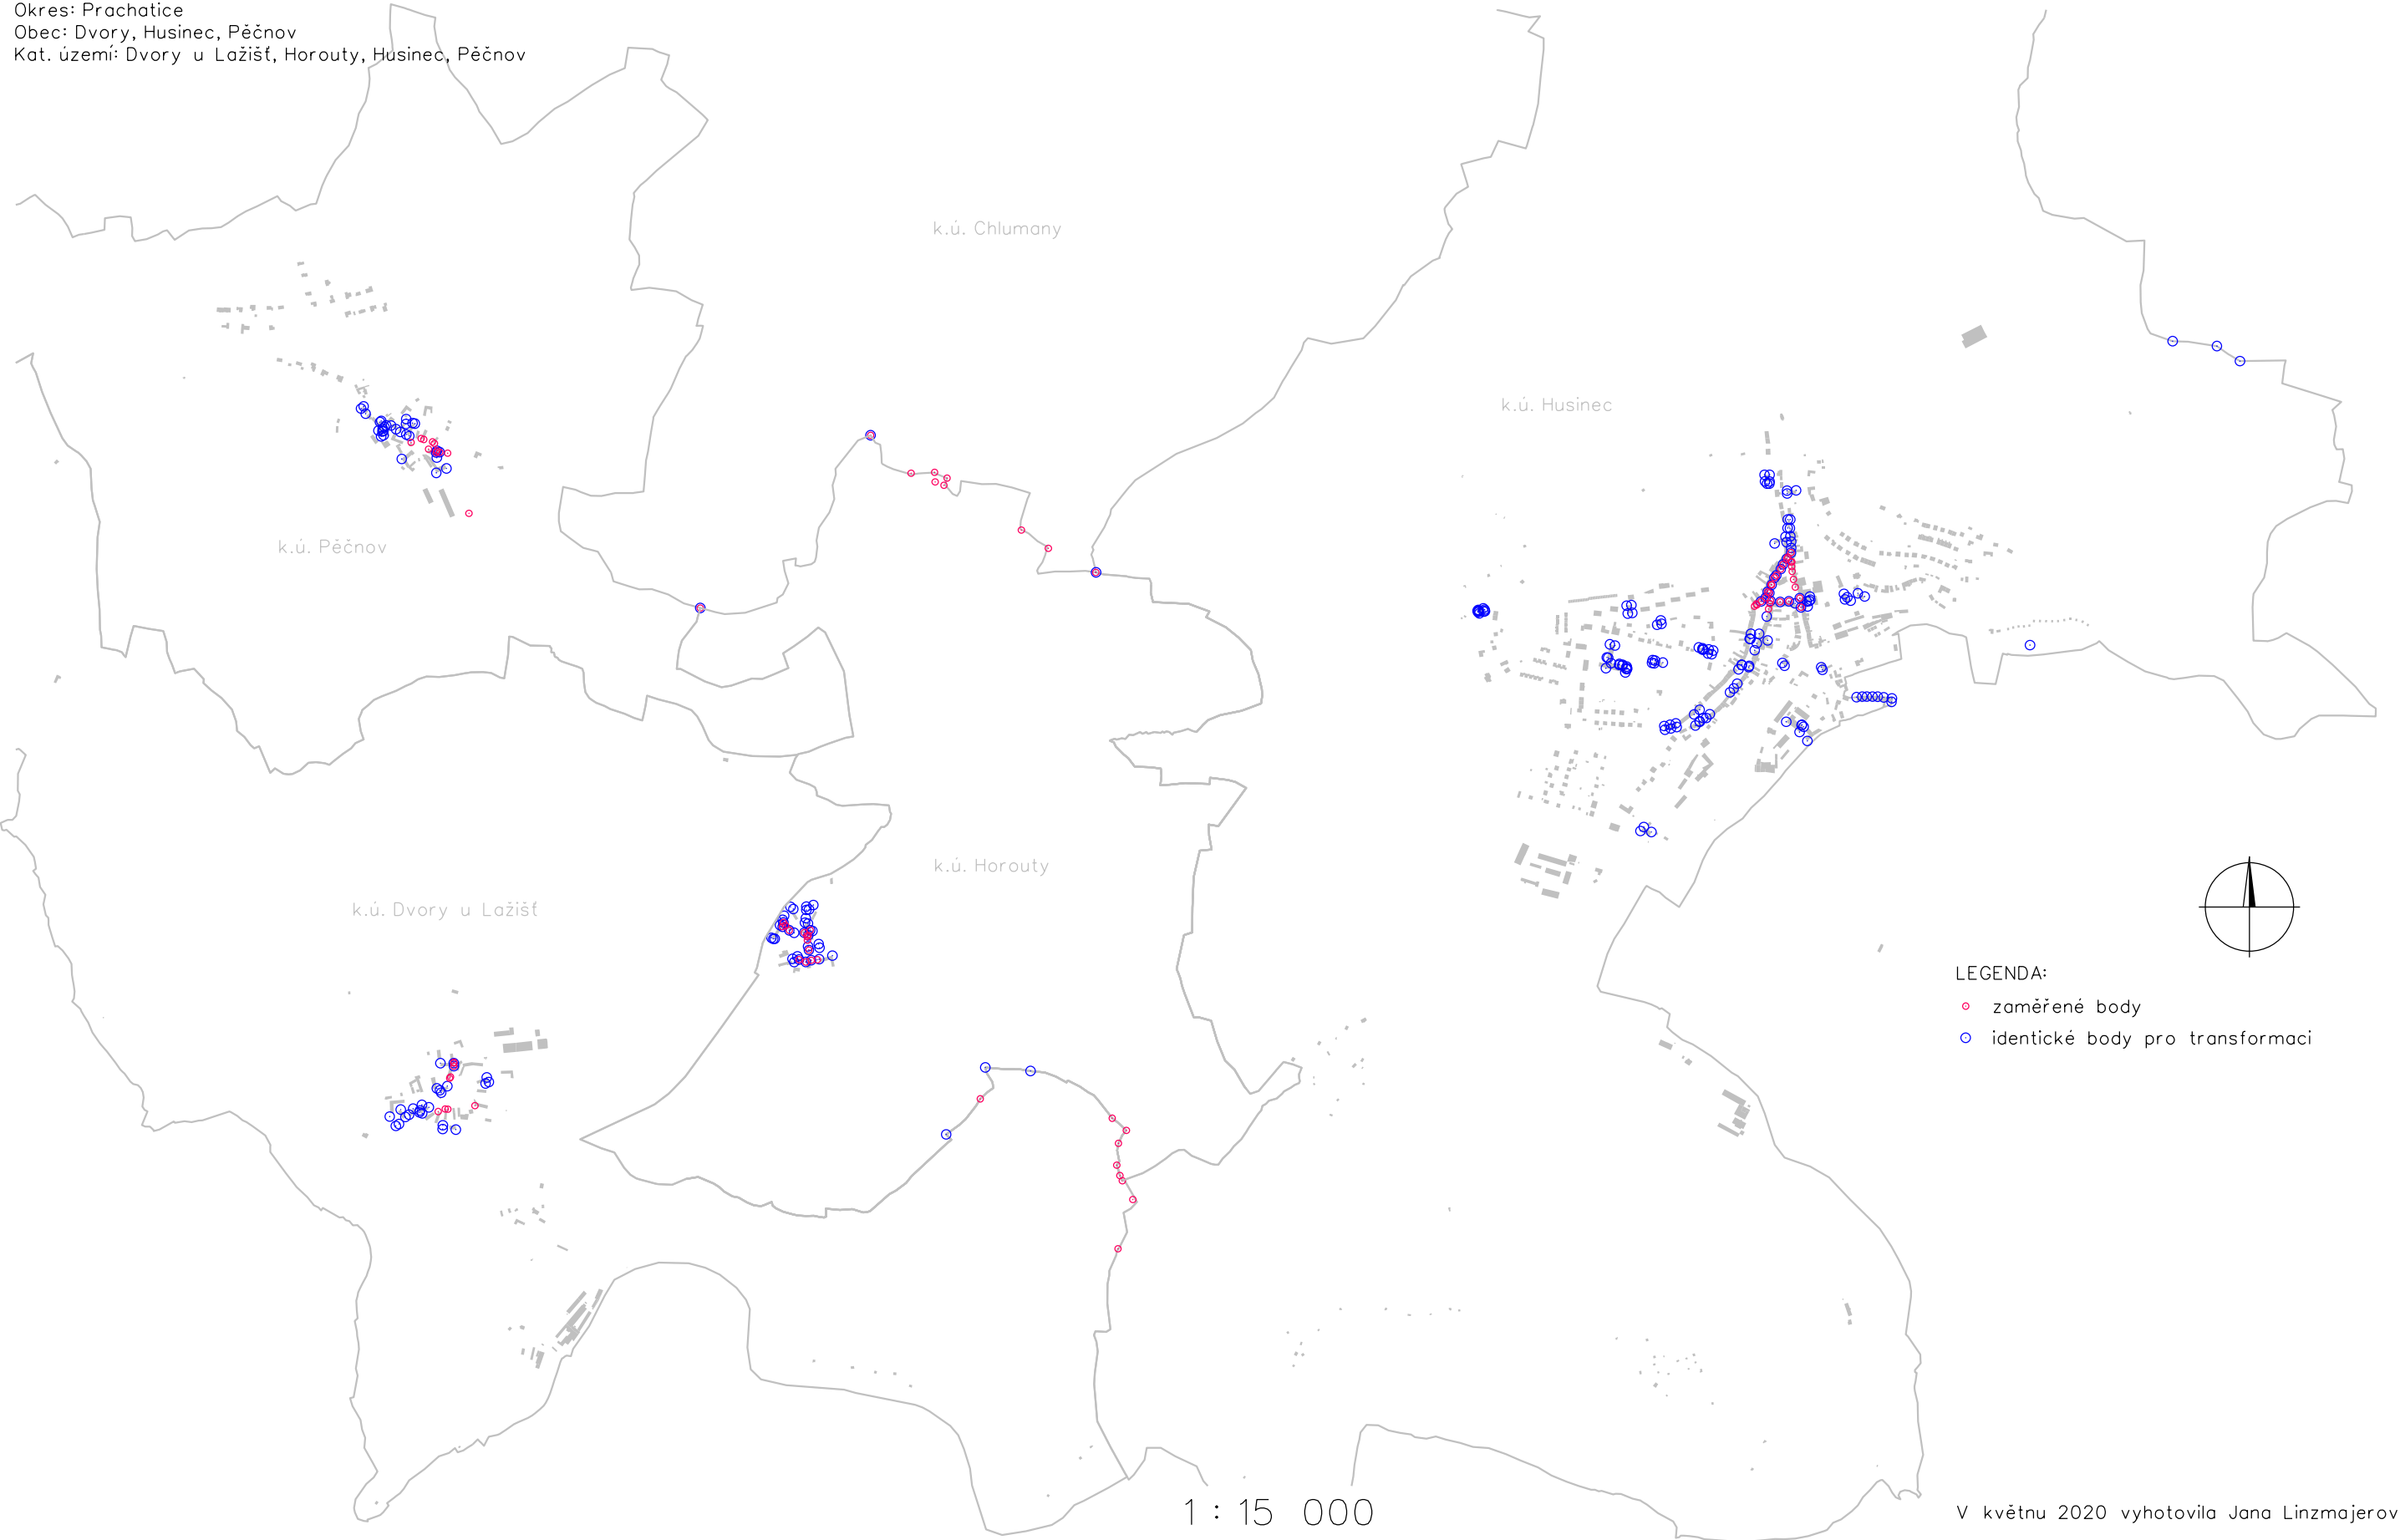 Okres: Prachatice
Obec: Dvory, Husinec, Pěčnov
Kat. území: Dvory u Lažišť, Horouty, Husinec, Pěčnov
k.ú. Chlumany
k.ú. Husinec
k.ú. Pěčnov
k.ú. Horouty
k.ú. Dvory u Lažišť
LEGENDA:
zaměřené body
identické body pro transformaci
1 : 15 000
V květnu 2020 vyhotovila Jana Linzmajerov